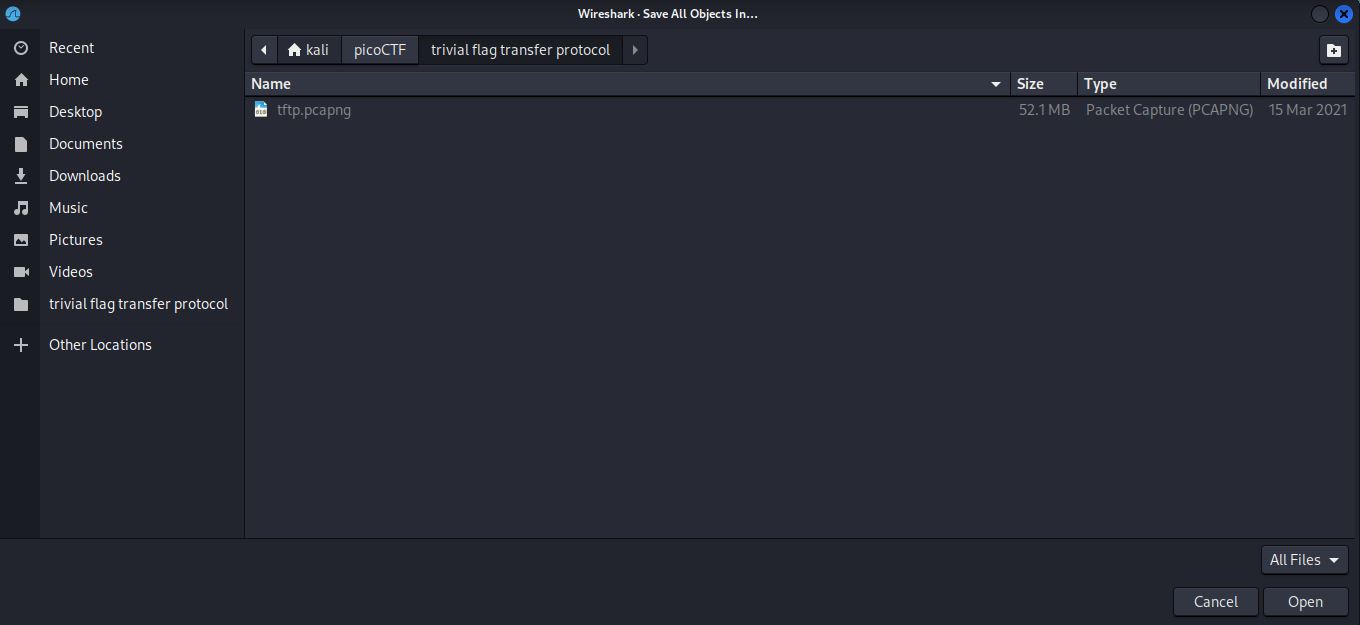 Wireshark · Save All Objects In...
Recent
Home
Desktop
Documents
Downloads
Music
Pictures
Videos
trivial flag transfer protocol
Other Locations
kali picoCTF trivial flag transfer protocol
Name Size Type Modified
tftp.pcapng 52.1 MB Packet Capture (PCAPNG) 15 Mar 2021
All Files
Cancel Open